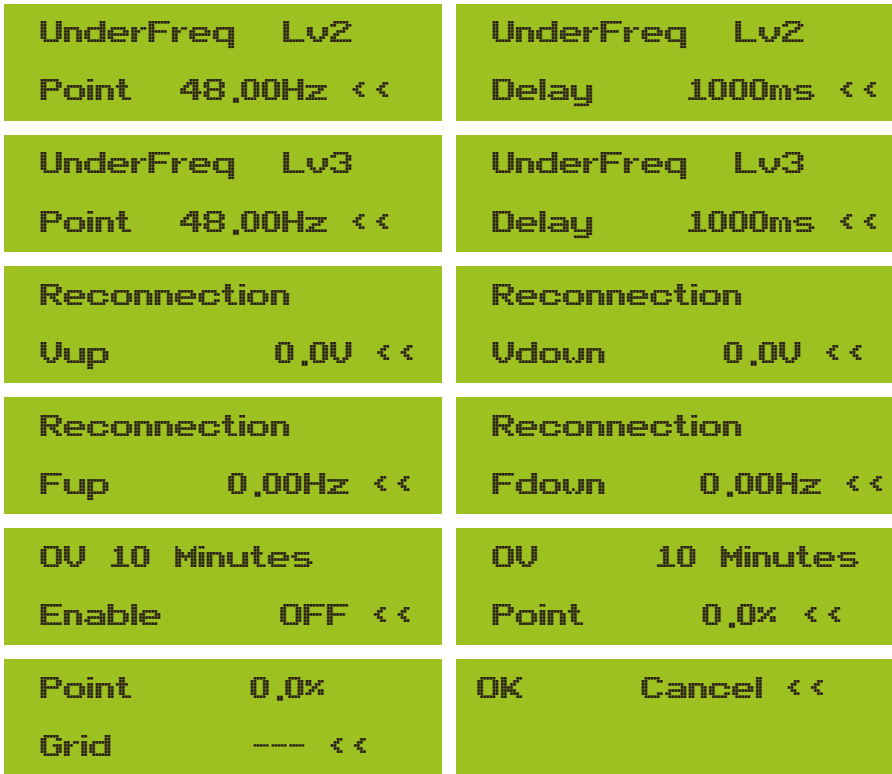 UnderFreq Lv2
Point 48.00Hz <<
UnderFreq Lv2
Delay 1000ms <<
UnderFreq Lv3
Point 48.00Hz <<
UnderFreq Lv3
Delay 1000ms <<
Reconnection
Vup 0.0V <<
Reconnection
Vdown 0.0V <<
Reconnection
Fup 0.00Hz <<
Reconnection
Fdown 0.00Hz <<
OV 10 Minutes
Enable OFF <<
OV 10 Minutes
Point 0.0% <<
Point 0.0%
Grid --- <<
OK Cancel <<